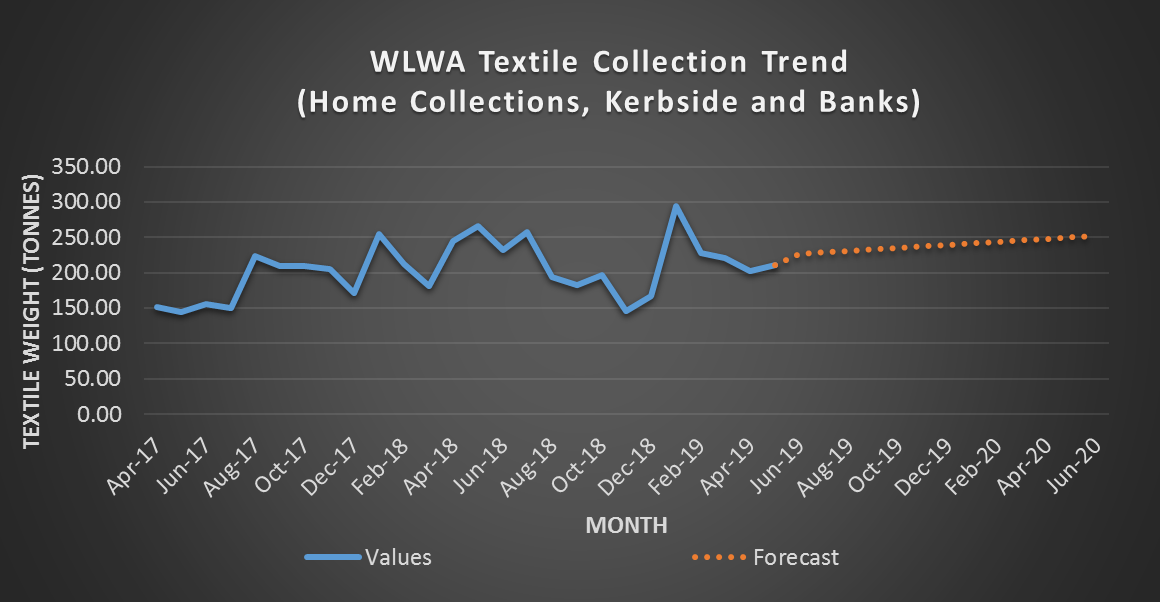 WLWA Textile Collection Trend
(Home Collections, Kerbside and Banks)
TEXTILE WEIGHT (TONNES)
350.00
300.00
250.00
200.00
150.00
100.00
50.00
0.00
Apr-17
Jun-17
Aug-17
Oct-17
Dec-17
Feb-18
Apr-18
Jun-18
Aug-18
Oct-18
Dec-18
Feb-19
Apr-19
Jun-19
Aug-19
Oct-19
Dec-19
Feb-20
Apr-20
Jun-20
MONTH
Values
Forecast